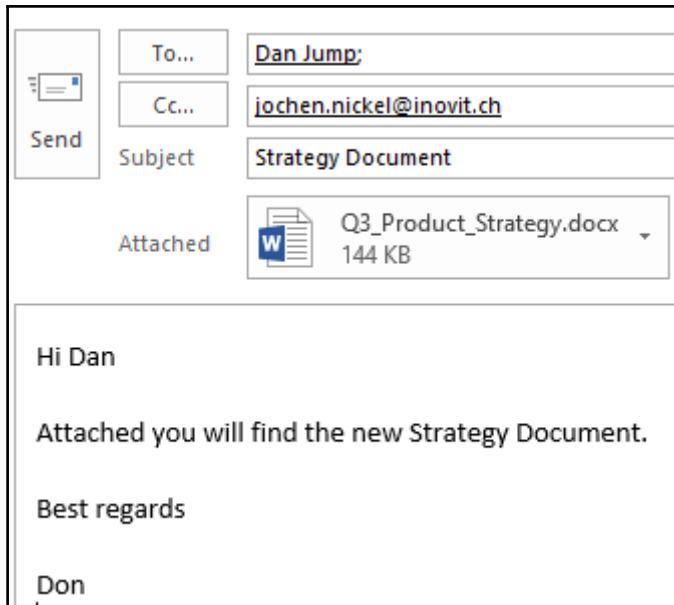 To...
Dan Jump;
Cc...
jochen.nickel@inovit.ch
Send
Subject
Strategy Document
Attached
W
Q3_Product_Strategy.docx
144 KB
Hi Dan
Attached you will find the new Strategy Document.
Best regards
Don